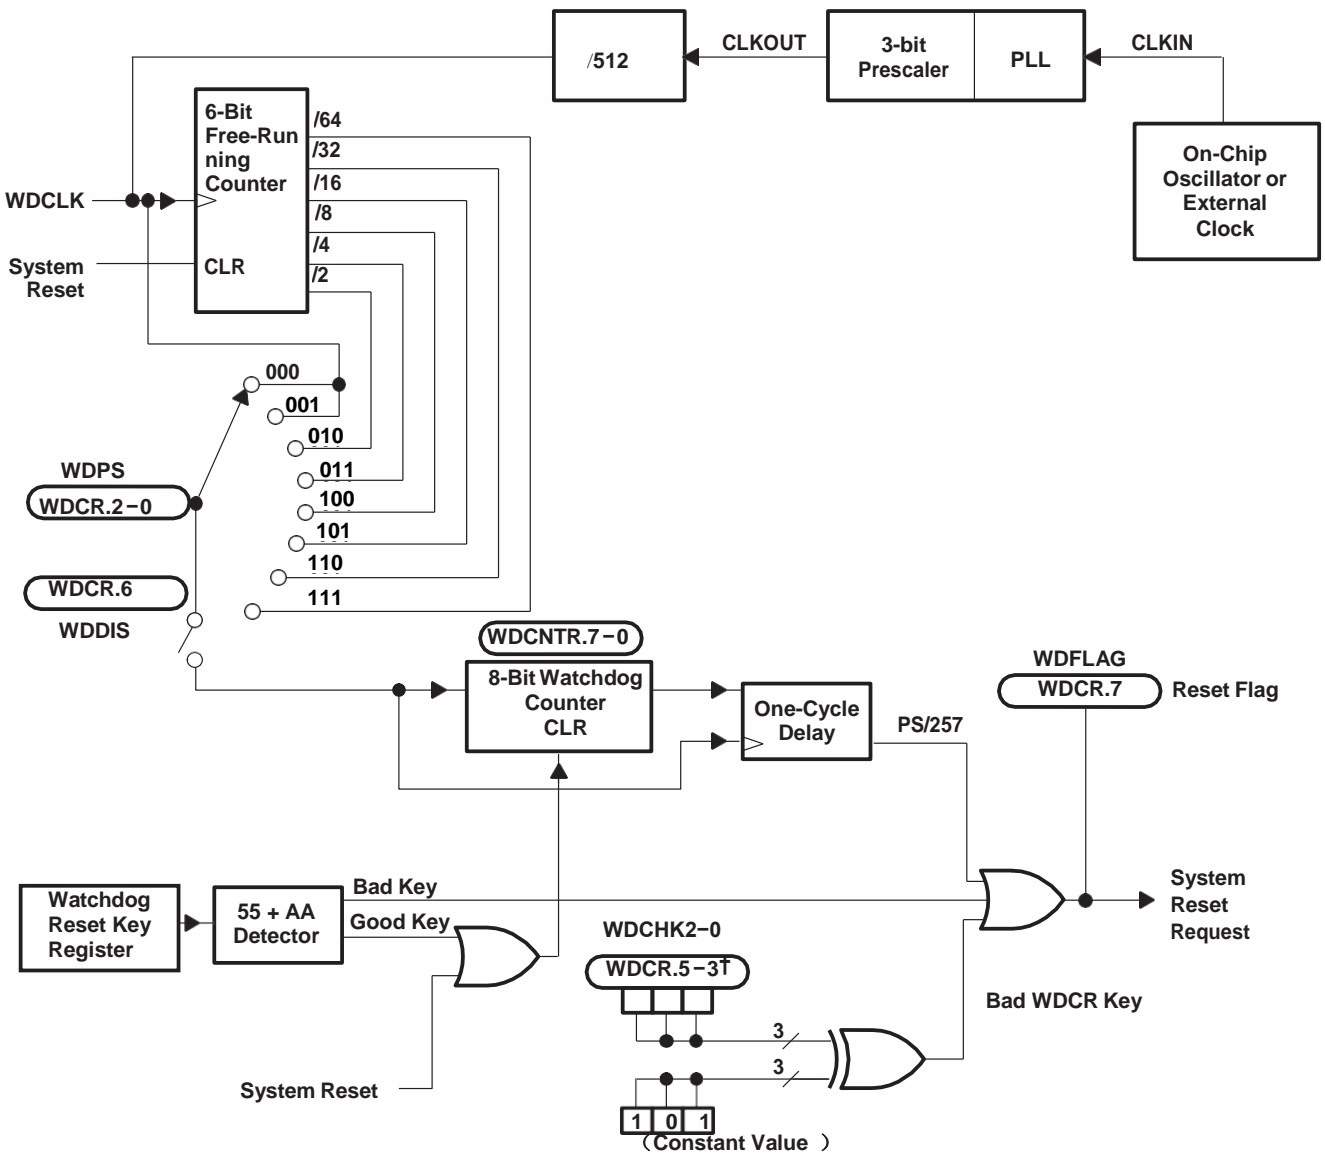 /512
CLKOUT
3-bit
Prescaler
PLL
CLKIN
On-Chip
Oscillator or
External
Clock
6-Bit
Free-Run
ning
Counter
CLR
/64
/32
/16
/8
/4
/2
WDCLK
System
Reset
000
001
010
011
100
101
110
111
WDPS
WDCR.2−0
WDCR.6
WDDIS
WDCNTR.7−0
8-Bit Watchdog
Counter
CLR
One-Cycle
Delay
PS/257
WDFLAG
WDCR.7
Reset Flag
System
Reset
Request
Watchdog
Reset Key
Register
55 + AA
Detector
Bad Key
Good Key
System Reset
WDCHK2−0
WDCR.5−3†
3
3
Bad WDCR Key
1 0 1
(Constant Value )